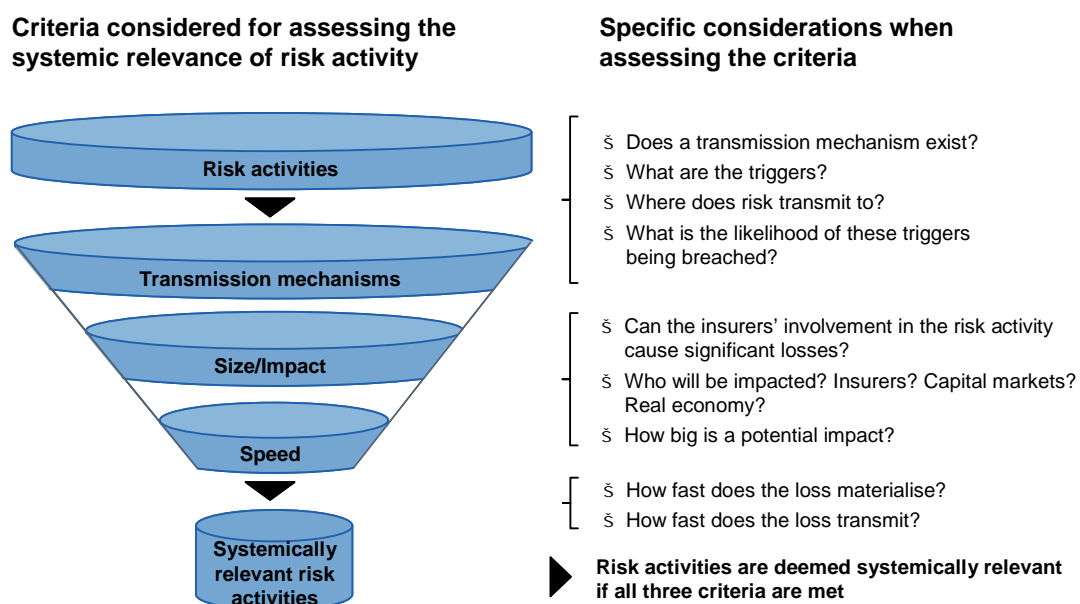 Criteria considered for assessing the
systemic relevance of risk activity
Specific considerations when
assessing the criteria
Risk activities
Transmission mechanisms
Size/Impact
Speed
Systemically
relevant risk
activities
Š Does a transmission mechanism exist?
Š What are the triggers?
Š Where does risk transmit to?
Š What is the likelihood of these triggers
being breached?
Š Can the insurers’ involvement in the risk activity
cause significant losses?
Š Who will be impacted? Insurers? Capital markets?
Real economy?
Š How big is a potential impact?
Š How fast does the loss materialise?
Š How fast does the loss transmit?
Risk activities are deemed systemically relevant
if all three criteria are met